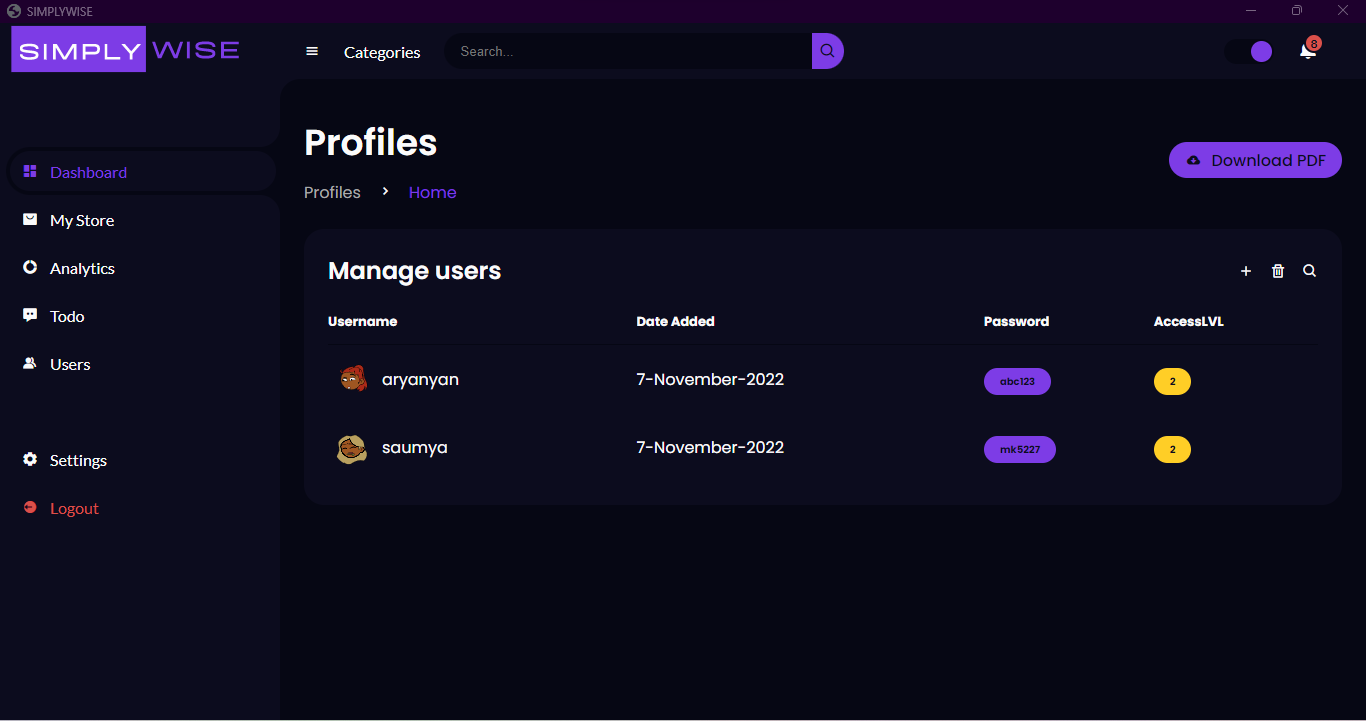 SIMPLYWISE
SIMPLY WISE
Categories
Search...
8
Profiles
Download PDF
Profiles
Home
Dashboard
My Store
Analytics
Todo
Users
Settings
Logout
Manage users
Username Date Added Password AccessLVL
aryanyan 7-November-2022 abc123 2
saumya 7-November-2022 mk5227 2